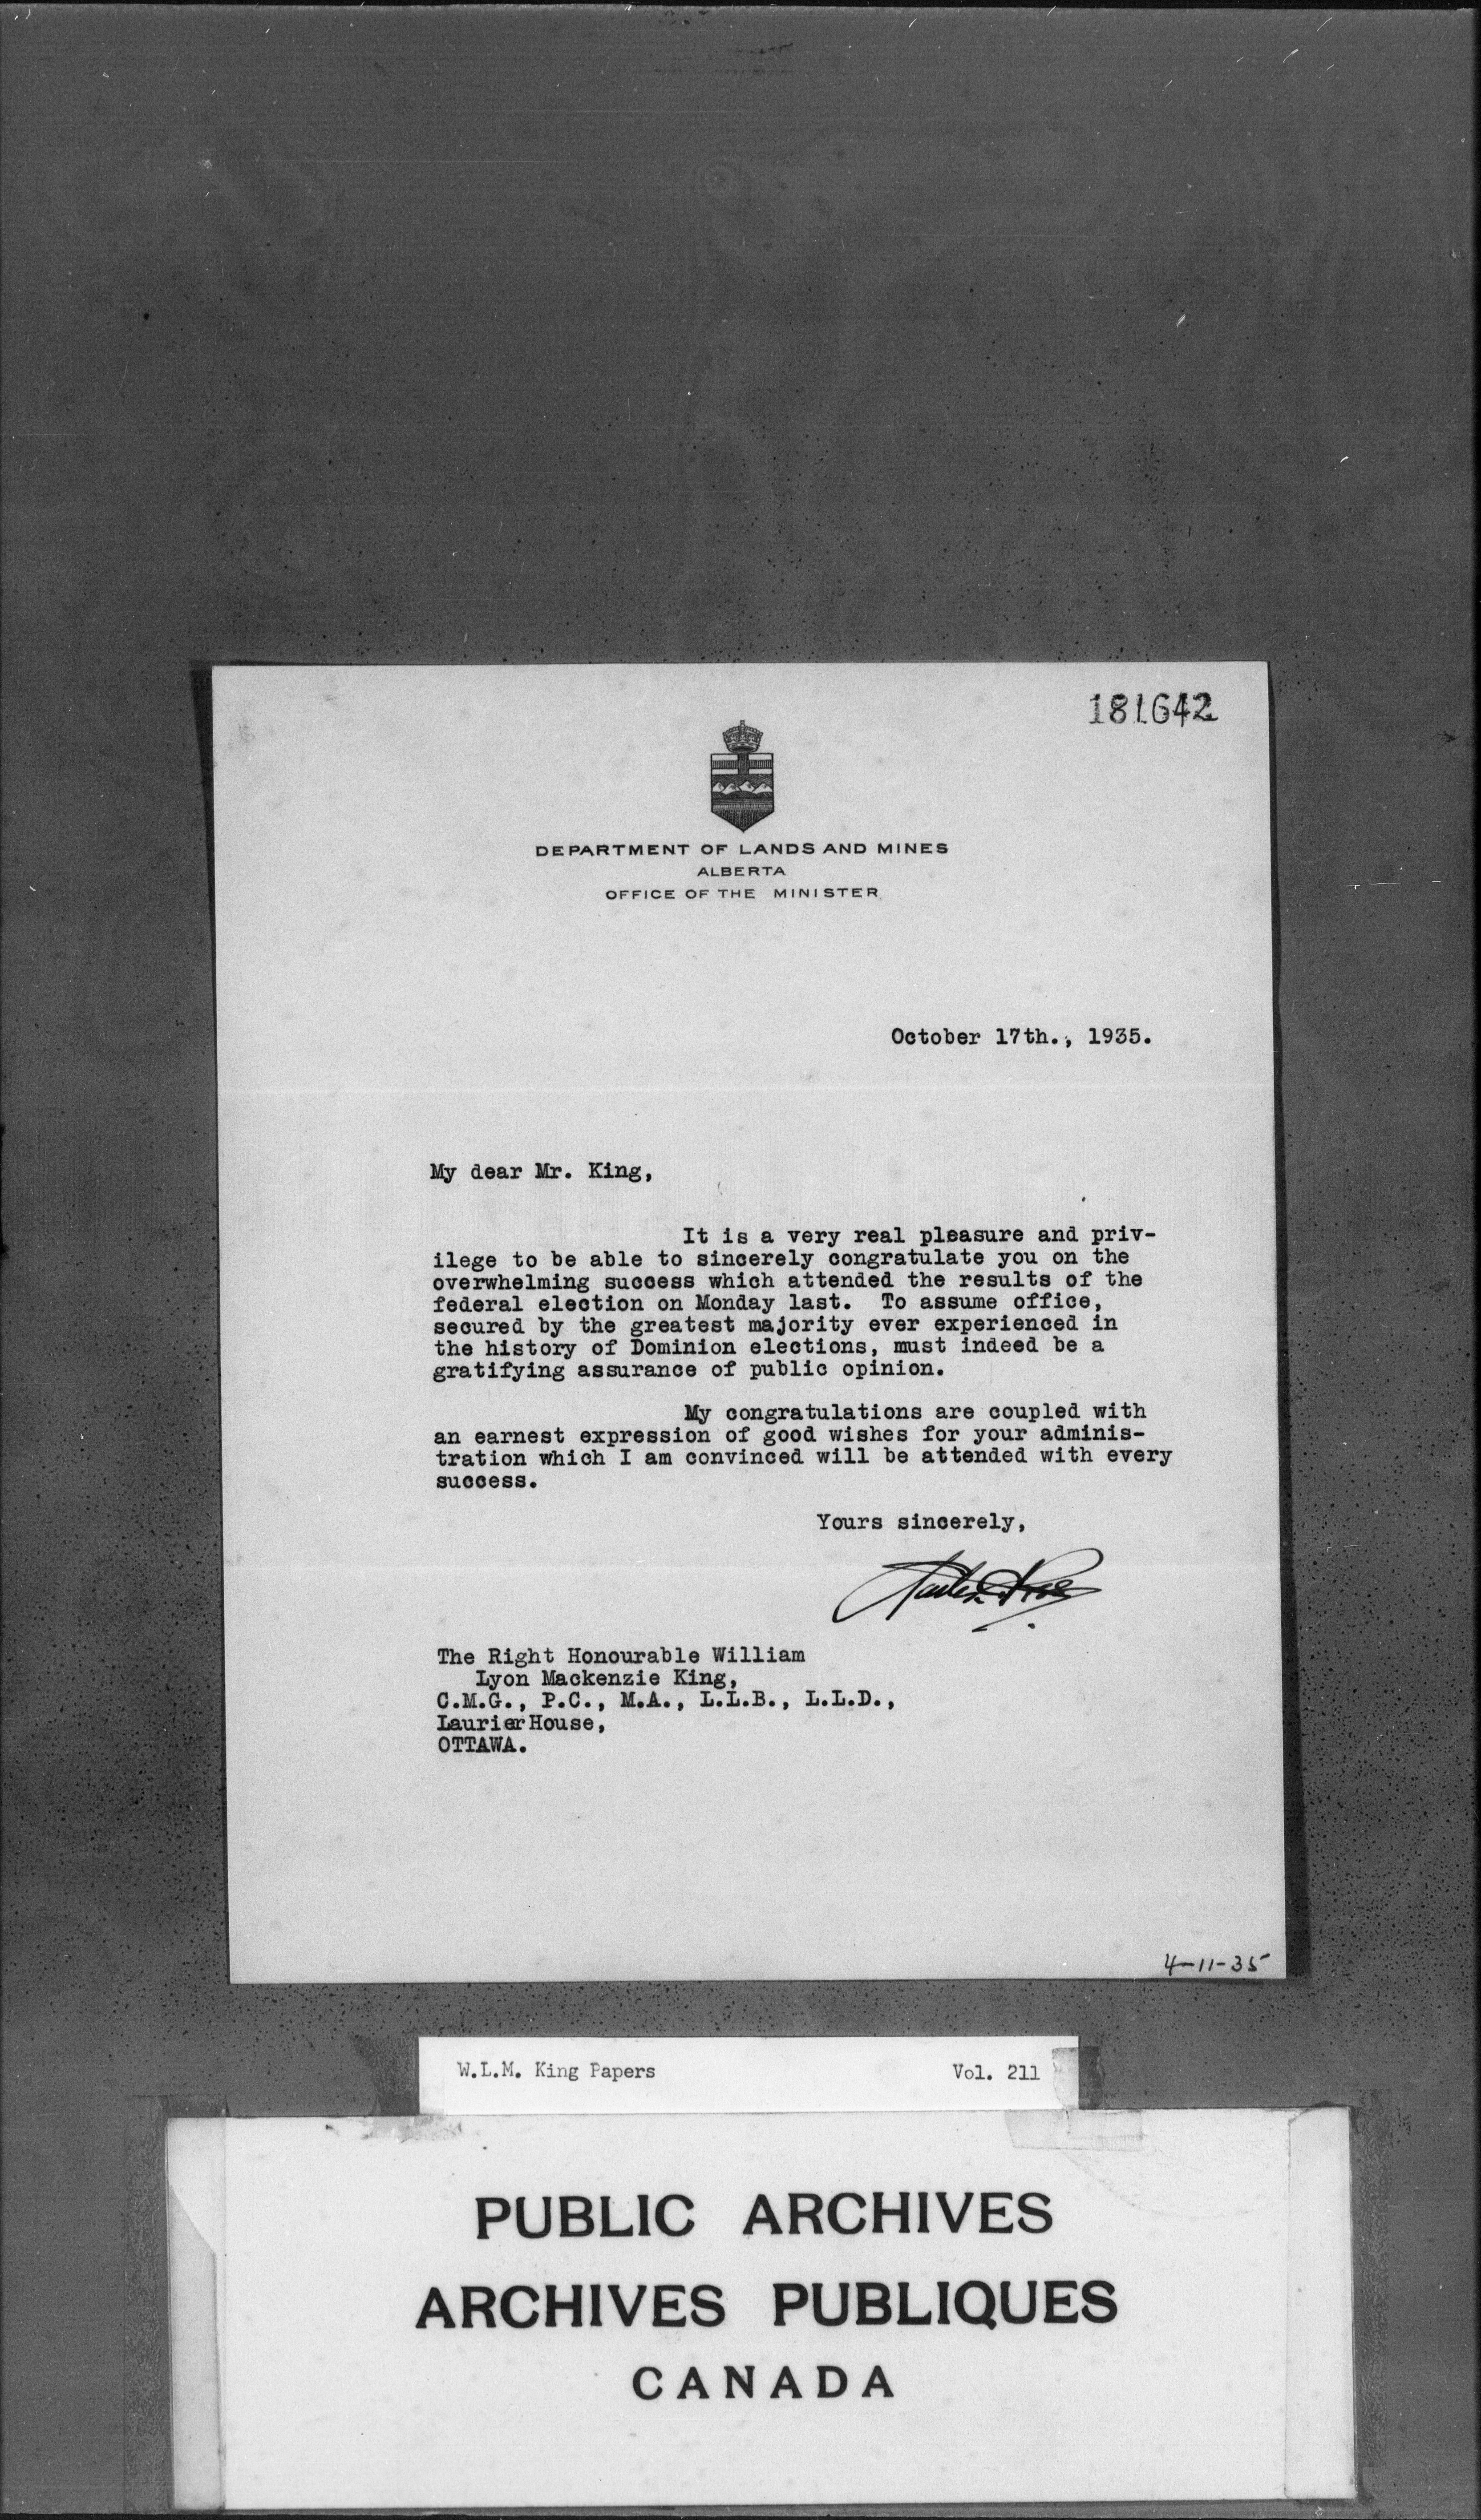 181642
DEPARTMENT OF LANDS AND MINES
ALBERTA
OFFICE OF THE MINISTER
October 17th., 1935.
My dear Mr. King,
It is a very real pleasure and priv-
ilege to be able to sincerely congratulate you on the
overwhelming success which attended the results of the
federal election on Monday last. To assume office,
secured by the greatest majority ever experienced in
the history of Dominion elections, must indeed be a
gratifying assurance of public opinion.
My congratulations are coupled with
an earnest expression of good wishes for your adminis-
tration which I am convinced will be attended with every
success.
Yours sincerely,
The Right Honourable William
Lyon Mackenzie King,
C.M.G., P.C., M.A., L.L.B., L.L.D.,
Laurier House,
OTTAWA.
4-11-35
W.L.M. King Papers Vol. 211
PUBLIC ARCHIVES
ARCHIVES PUBLIQUES
CANADA